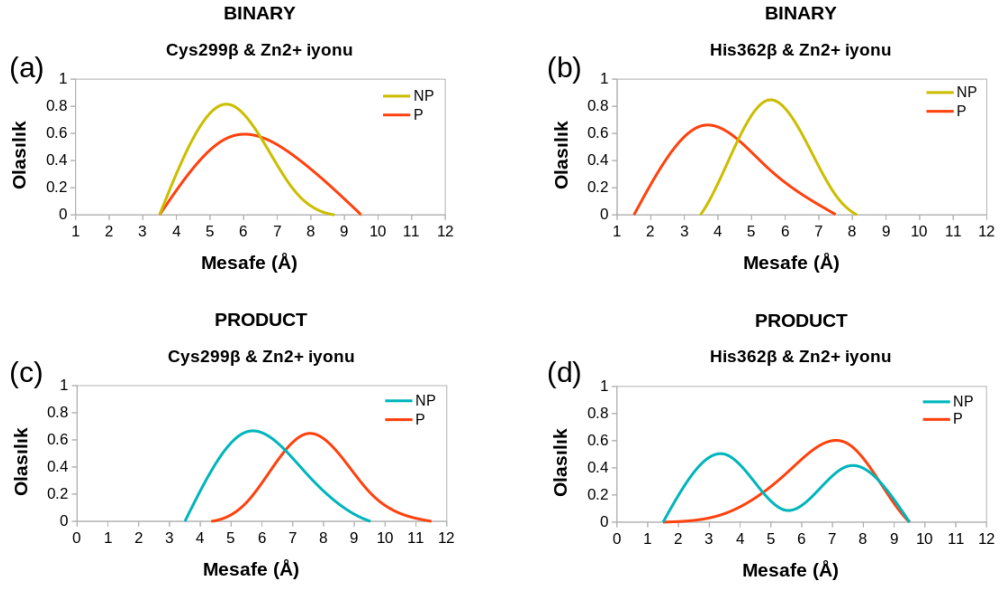 BINARY
Cys299β & Zn2+ iyonu
(a)
1
0.8
0.6
0.4
0.2
0
Olasılık
NP
P
1 2 3 4 5 6 7 8 9 10 11 12
Mesafe (Å)
BINARY
His362β & Zn2+ iyonu
(b)
1
0.8
0.6
0.4
0.2
0
Olasılık
NP
P
1 2 3 4 5 6 7 8 9 10 11 12
Mesafe (Å)
PRODUCT
Cys299β & Zn2+ iyonu
(c)
1
0.8
0.6
0.4
0.2
0
Olasılık
NP
P
0 1 2 3 4 5 6 7 8 9 10 11 12
Mesafe (Å)
PRODUCT
His362β & Zn2+ iyonu
(d)
1
0.8
0.6
0.4
0.2
0
Olasılık
NP
P
0 1 2 3 4 5 6 7 8 9 10 11 12
Mesafe (Å)